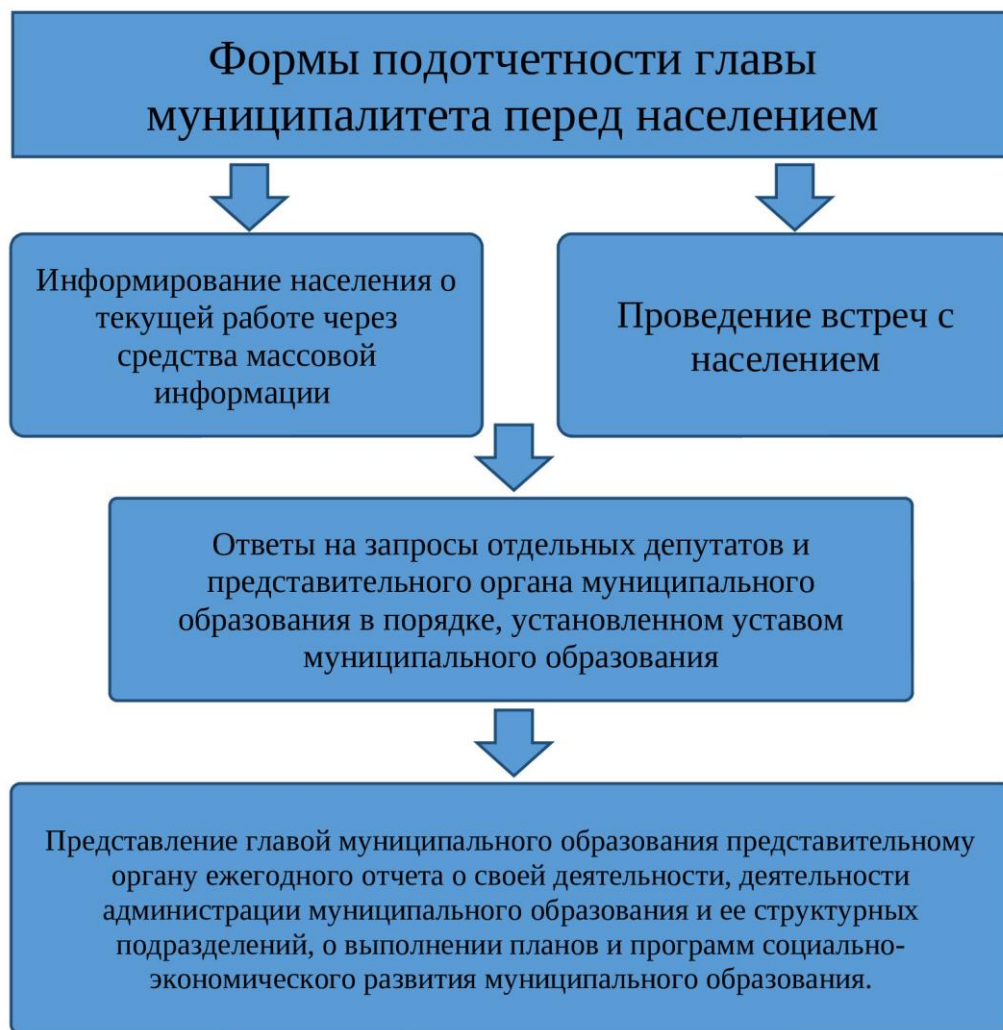 Формы подотчетности главы
муниципалитета перед населением
Информирование населения о
текущей работе через
средства массовой
информации
Проведение встреч с
населением
Ответы на запросы отдельных депутатов и
представительного органа муниципального
образования в порядке, установленном уставом
муниципального образования
Представление главой муниципального образования представительному
органу ежегодного отчета о своей деятельности, деятельности
администрации муниципального образования и ее структурных
подразделений, о выполнении планов и программ социально-
экономического развития муниципального образования.